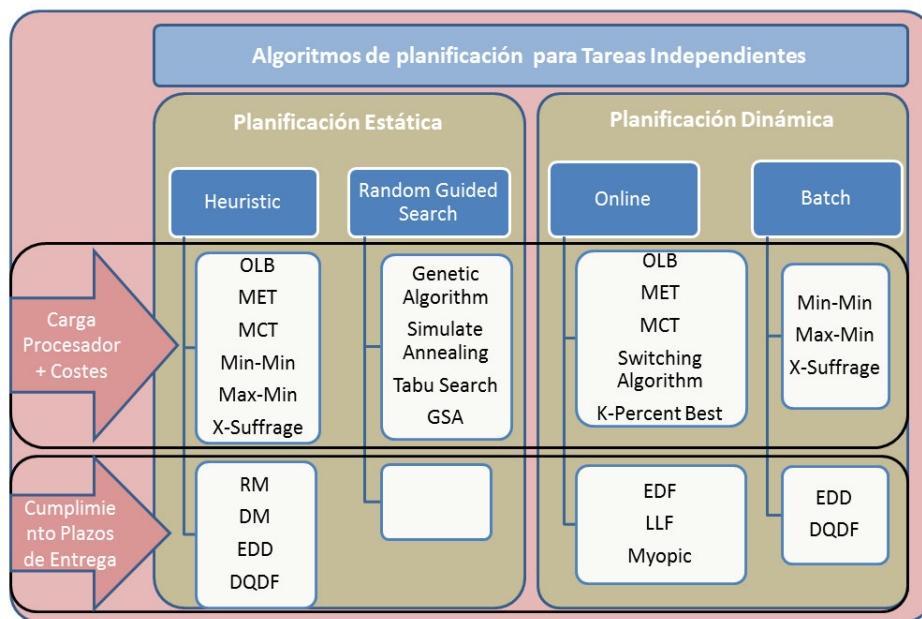 Algoritmos de planificación para Tareas Independientes
Planificación Estática
Planificación Dinámica
Heuristic
Random Guided
Search
Online
Batch
Carga
Procesador
+ Costes
OLB
MET
MCT
Min-Min
Max-Min
X-Suffrage
Genetic
Algorithm
Simulate
Annealing
Tabu Search
GSA
OLB
MET
MCT
Switching
Algorithm
K-Percent Best
Min-Min
Max-Min
X-Suffrage
Cumplimie
nto Plazos
de Entrega
RM
DM
EDD
DQDF
EDF
LLF
Myopic
EDD
DQDF